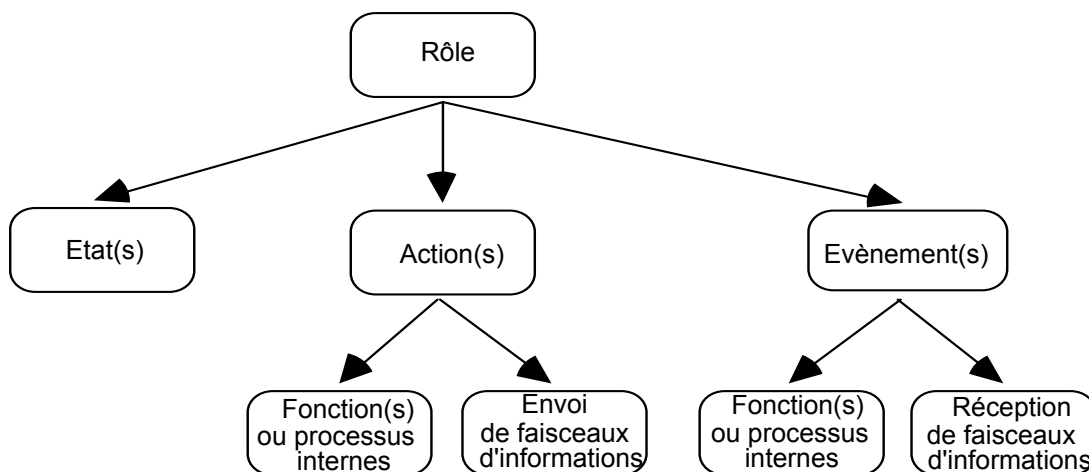 Rôle
Etat(s)
Action(s)
Evènement(s)
Fonction(s)
ou processus
internes
Envoi
de faisceaux
d'informations
Fonction(s)
ou processus
internes
Réception
de faisceaux
d'informations